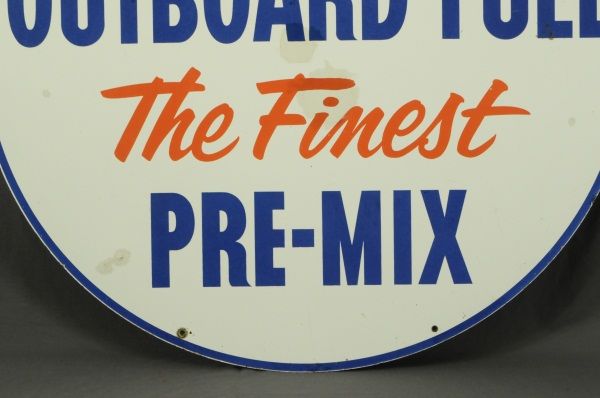 OUTBOARD FUEL
The Finest
PRE-MIX